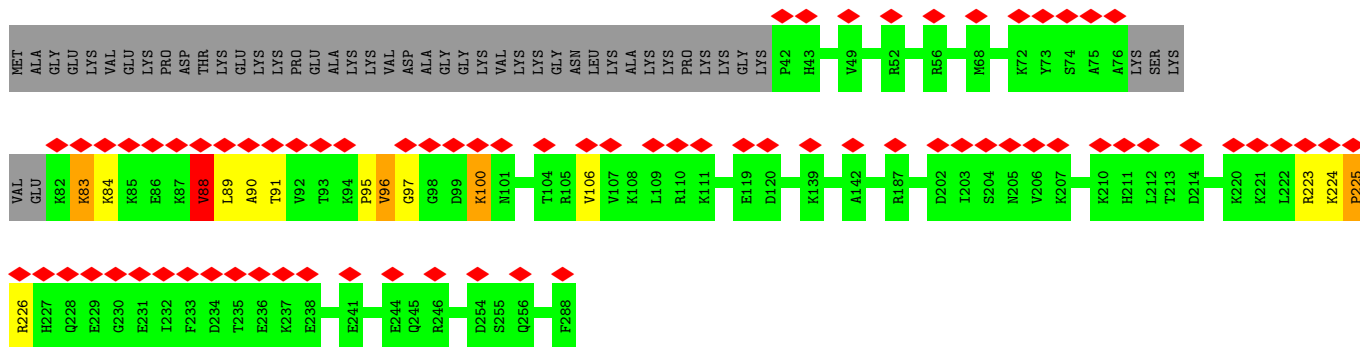 MET ALA GLY GLU LYS VAL GLU LYS PRO ASP THR LYS GLU LYS LYS PRO GLU ALA LYS LYS VAL ASP ALA GLY GLY LYS VAL LYS LYS GLY ASN LEU LYS ALA LYS LYS PRO LYS LYS GLY LYS P42 H43 V49 R52 R56 M68 K72 Y73 S74 A75 A76 LYS SER LYS
VAL GLU K82 K83 K84 K85 E86 K87 V88 L89 A90 T91 V92 T93 K94 P95 V96 G97 G98 D99 K100 N101 T104 R105 V106 V107 K108 L109 R110 K111 E119 D120 K139 A142 R187 D202 I203 S204 N205 V206 K207 K210 H211 L212 T213 D214 K220 K221 L222 R223 K224 P225
R226 H227 Q228 E229 G230 E231 I232 F233 D234 T235 E236 K237 E238 E241 E244 Q245 R246 D254 S255 Q256 F288